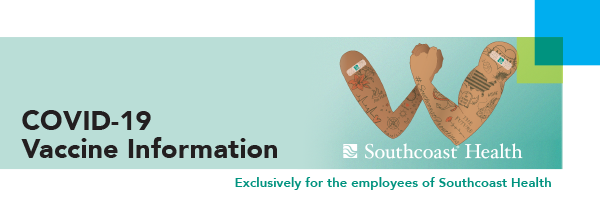 COVID-19
Vaccine Information
Southcoast Health
Exclusively for the employees of Southcoast Health